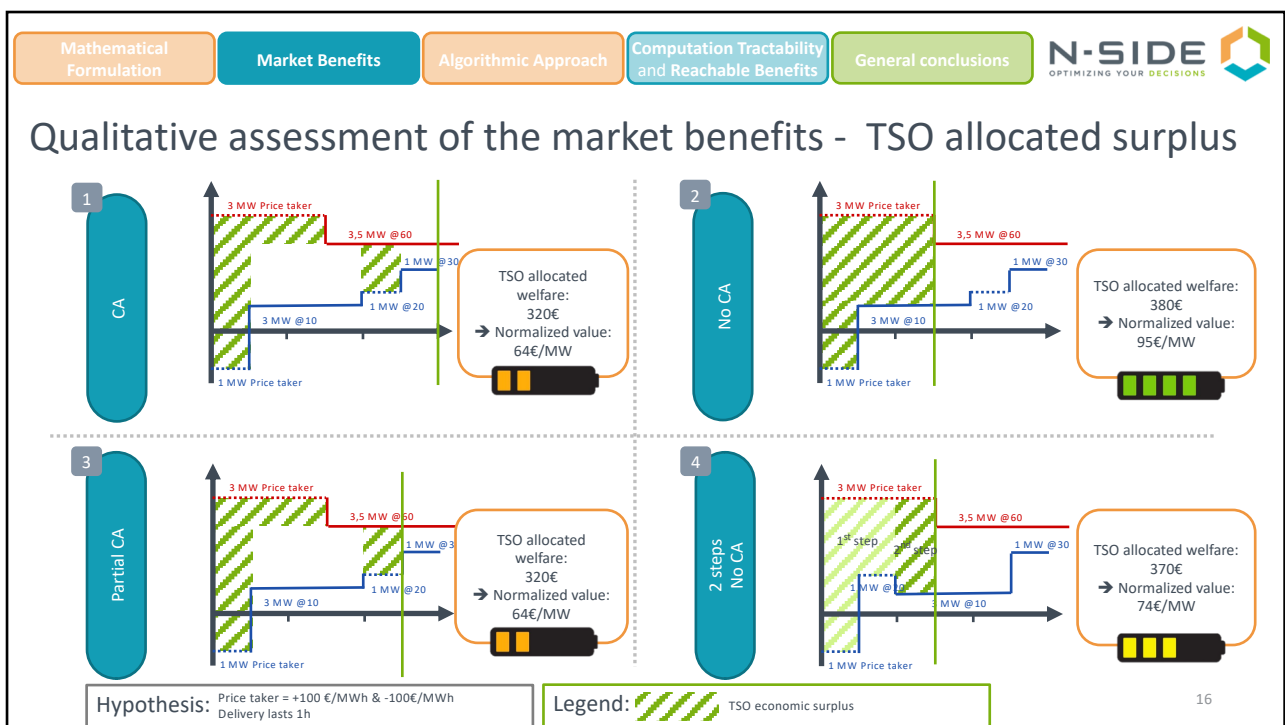 Mathematical
Formulation
Market Benefits
Algorithmic Approach
Computation Tractability
and Reachable Benefits
General conclusions
N-SIDE
OPTIMIZING YOUR DECISIONS
Qualitative assessment of the market benefits - TSO allocated surplus
1
CA
3 MW Price taker
3,5 MW @60
1 MW @30
1 MW @20
3 MW @10
1 MW Price taker
TSO allocated
welfare:
320€
➔ Normalized value:
64€/MW
2
No CA
3 MW Price taker
3,5 MW @60
1 MW @30
1 MW @20
3 MW @10
1 MW Price taker
TSO allocated welfare:
380€
➔ Normalized value:
95€/MW
3
Partial CA
3 MW Price taker
3,5 MW @60
1 MW @3
1 MW @20
3 MW @10
1 MW Price taker
TSO allocated
welfare:
320€
➔ Normalized value:
64€/MW
4
2 steps
No CA
3 MW Price taker
3,5 MW @60
1st step
2nd step
1 MW @30
1 MW @20
3 MW @10
1 MW Price taker
TSO allocated welfare:
370€
➔ Normalized value:
74€/MW
Hypothesis: Price taker = +100 €/MWh & -100€/MWh
Delivery lasts 1h
Legend: TSO economic surplus
16